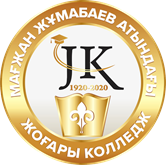 МАҒЖАН ЖҰМАБАЕВ АТЫНДАҒЫ
JK
1920-2020
ЖОҒАРЫ КОЛЛЕДЖ